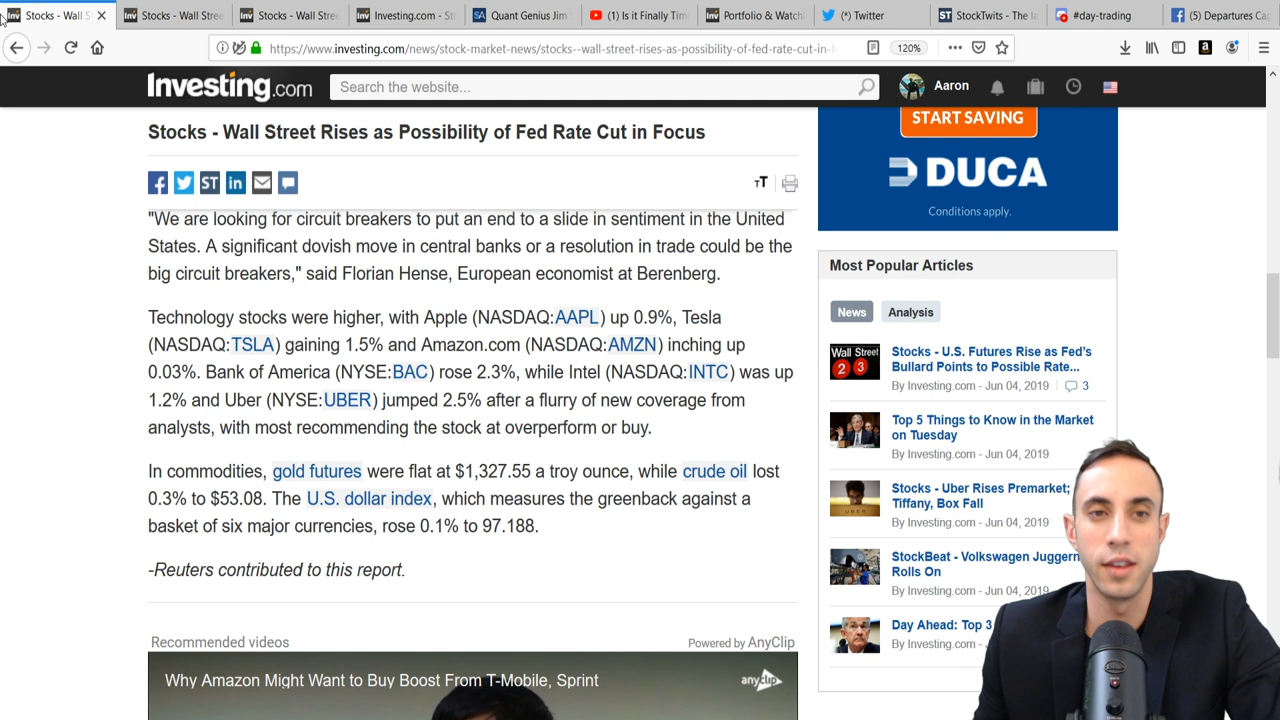 Stocks - Wall S
Stocks - Wall Stree
Stocks - Wall Stree
Investing.com - Sto
Quant Genius Jim
(1) Is it Finally Tim
Portfolio & Watch
(*) Twitter
StockTwits - The la
#day-trading
(5) Departures Ca
https://www.investing.com/news/stock-market-news/stocks--wall-street-rises-as-possibility-of-fed-rate-cut-in-f
120%
Investing.com
Search the website...
Aaron
Stocks - Wall Street Rises as Possibility of Fed Rate Cut in Focus
ST
TT
"We are looking for circuit breakers to put an end to a slide in sentiment in the United
States. A significant dovish move in central banks or a resolution in trade could be the
big circuit breakers," said Florian Hense, European economist at Berenberg.
Technology stocks were higher, with Apple (NASDAQ:AAPL) up 0.9%, Tesla
(NASDAQ:TSLA) gaining 1.5% and Amazon.com (NASDAQ:AMZN) inching up
0.03%. Bank of America (NYSE:BAC) rose 2.3%, while Intel (NASDAQ:INTC) was up
1.2% and Uber (NYSE:UBER) jumped 2.5% after a flurry of new coverage from
analysts, with most recommending the stock at overperform or buy.
In commodities, gold futures were flat at $1,327.55 a troy ounce, while crude oil lost
0.3% to $53.08. The U.S. dollar index, which measures the greenback against a
basket of six major currencies, rose 0.1% to 97.188.
-Reuters contributed to this report.
Recommended videos
Powered by AnyClip
Why Amazon Might Want to Buy Boost From T-Mobile, Sprint
anyclip
START SAVING
DUCA
Conditions apply.
Most Popular Articles
News
Analysis
Wall Street
2 3
Stocks - U.S. Futures Rise as Fed's
Bullard Points to Possible Rate...
By Investing.com - Jun 04, 2019
3
Top 5 Things to Know in the Market
on Tuesday
By Investing.com - Jun 04, 2019
Stocks - Uber Rises Premarket;
Tiffany, Box Fall
By Investing.com - Jun 04, 2019
StockBeat - Volkswagen Juggern
Rolls On
By Investing.com - Jun 04, 2019
Day Ahead: Top 3
By Investing.com - J